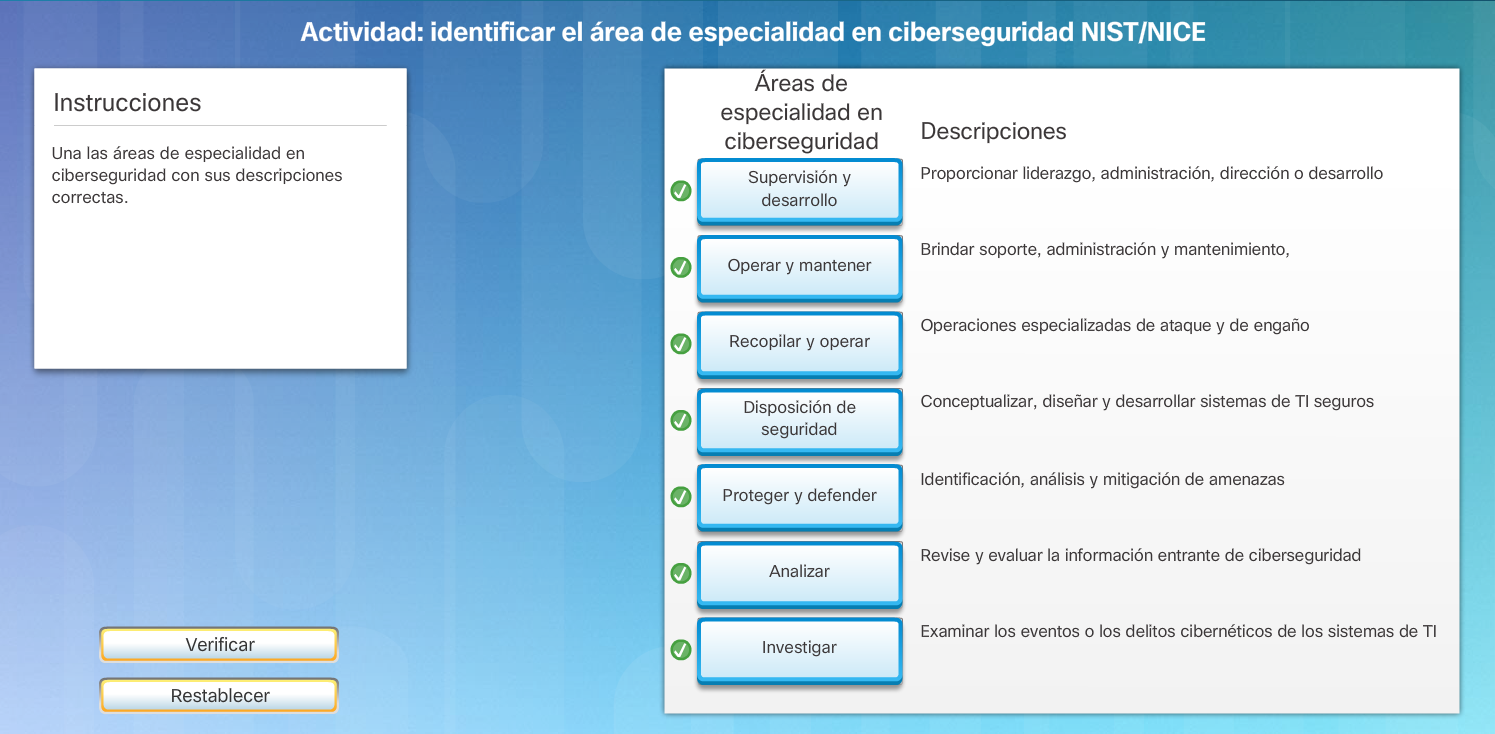 Actividad: identificar el área de especialidad en ciberseguridad NIST/NICE
Instrucciones
Una las áreas de especialidad en
ciberseguridad con sus descripciones
correctas.
Verificar
Restablecer
Áreas de
especialidad en
ciberseguridad
Descripciones
Supervisión y
desarrollo
Proporcionar liderazgo, administración, dirección o desarrollo
Operar y mantener
Brindar soporte, administración y mantenimiento,
Recopilar y operar
Operaciones especializadas de ataque y de engaño
Disposición de
seguridad
Conceptualizar, diseñar y desarrollar sistemas de TI seguros
Proteger y defender
Identificación, análisis y mitigación de amenazas
Analizar
Revise y evaluar la información entrante de ciberseguridad
Investigar
Examinar los eventos o los delitos cibernéticos de los sistemas de TI